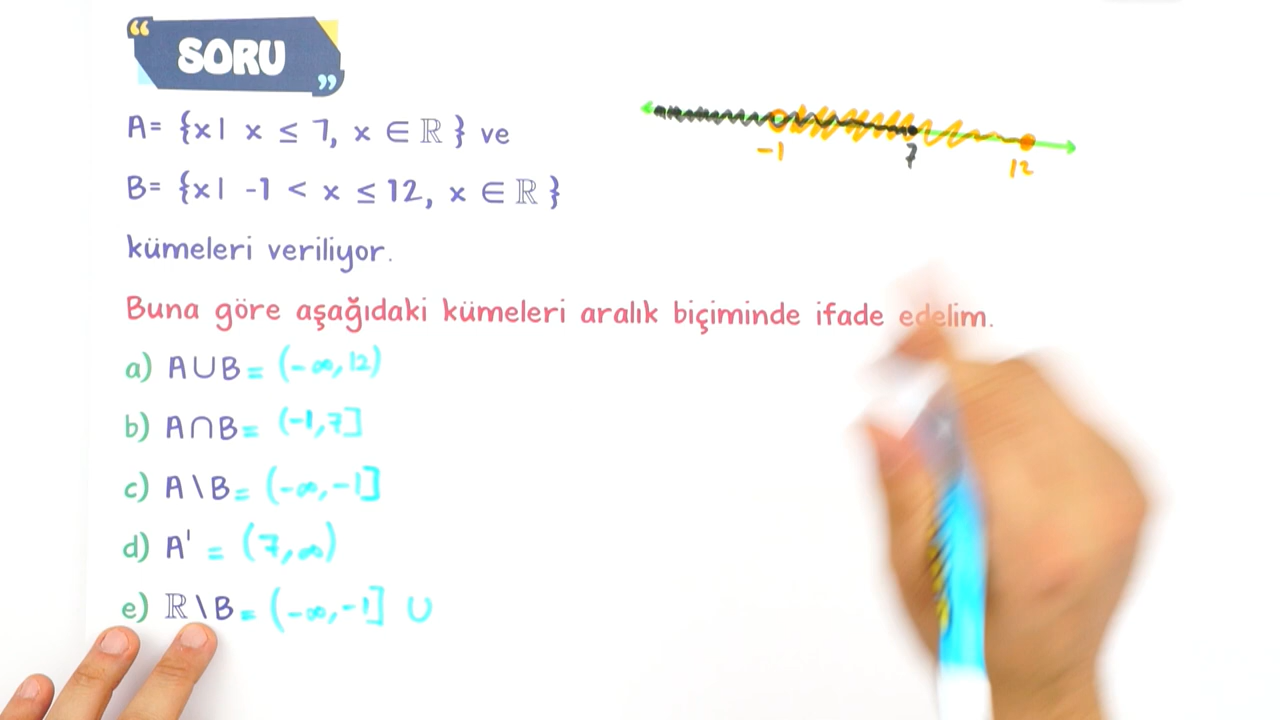 “ SORU ”
A= {x| x ≤ 7, x ∈ ℝ } ve
B= {x| -1 < x ≤ 12, x ∈ ℝ }
kümeleri veriliyor.
-1 7 12
Buna göre aşağıdaki kümeleri aralık biçiminde ifade edelim.
a) A∪B = (-∞, 12)
b) A∩B = (-1, 7]
c) A\B = (-∞, -1]
d) A' = (7, ∞)
e) ℝ\B = (-∞, -1] ∪